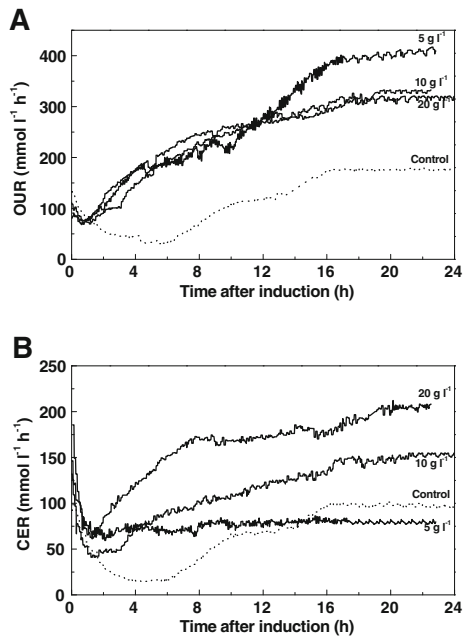 A
OUR (mmol l⁻¹ h⁻¹)
400
300
200
100
0
5 g l⁻¹
10 g l⁻¹
20 g l⁻¹
Control
0 4 8 12 16 20 24
Time after induction (h)
B
CER (mmol l⁻¹ h⁻¹)
250
200
150
100
50
0
20 g l⁻¹
10 g l⁻¹
Control
5 g l⁻¹
0 4 8 12 16 20 24
Time after induction (h)